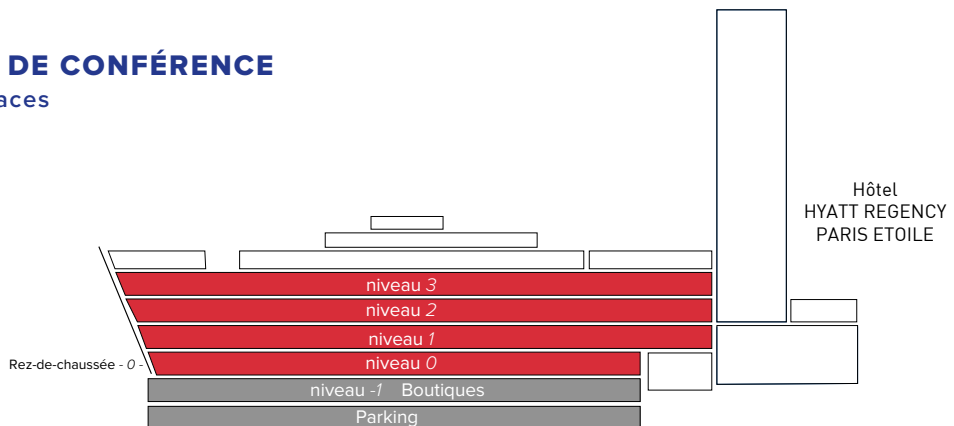 DE CONFÉRENCE
aces
Hôtel
HYATT REGENCY
PARIS ETOILE
niveau 3
niveau 2
niveau 1
Rez-de-chaussée - 0 -
niveau 0
niveau -1 Boutiques
Parking